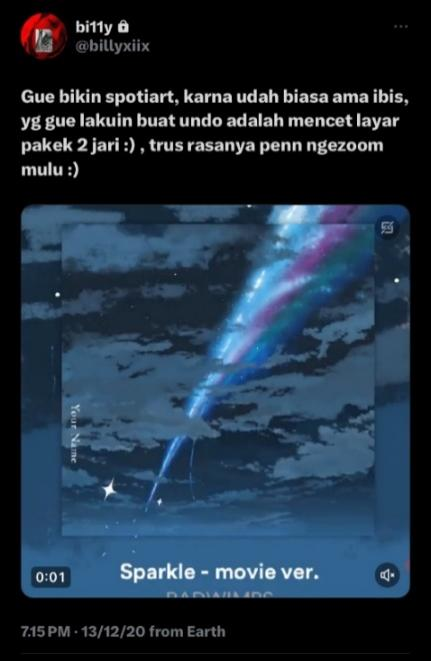 bi11y
@billyxiix
Gue bikin spotiart, karna udah biasa ama ibis,
yg gue lakuin buat undo adalah mencet layar
pakek 2 jari :) , trus rasanya penn ngezoom
mulu :)
Your Name
0:01
Sparkle - movie ver.
RADWIMPS
7.15 PM · 13/12/20 from Earth